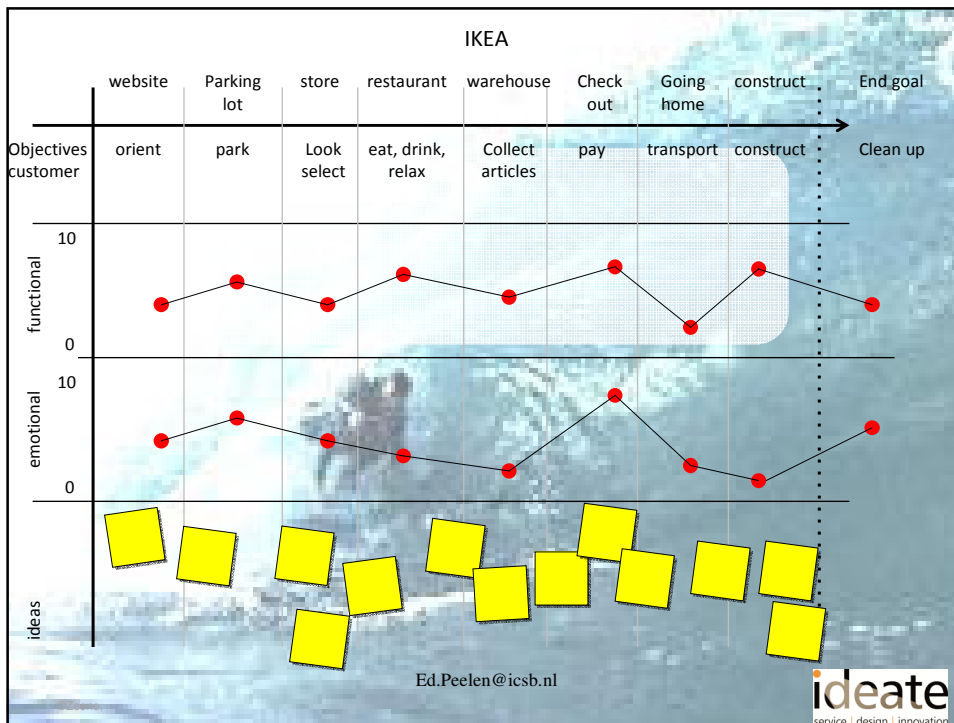 IKEA
website Parking lot store restaurant warehouse Check out Going home construct End goal
Objectives customer orient park Look select eat, drink, relax Collect articles pay transport construct Clean up
10
functional
0
10
emotional
0
ideas
Ed.Peelen@icsb.nl
ideate
service | design | innovation